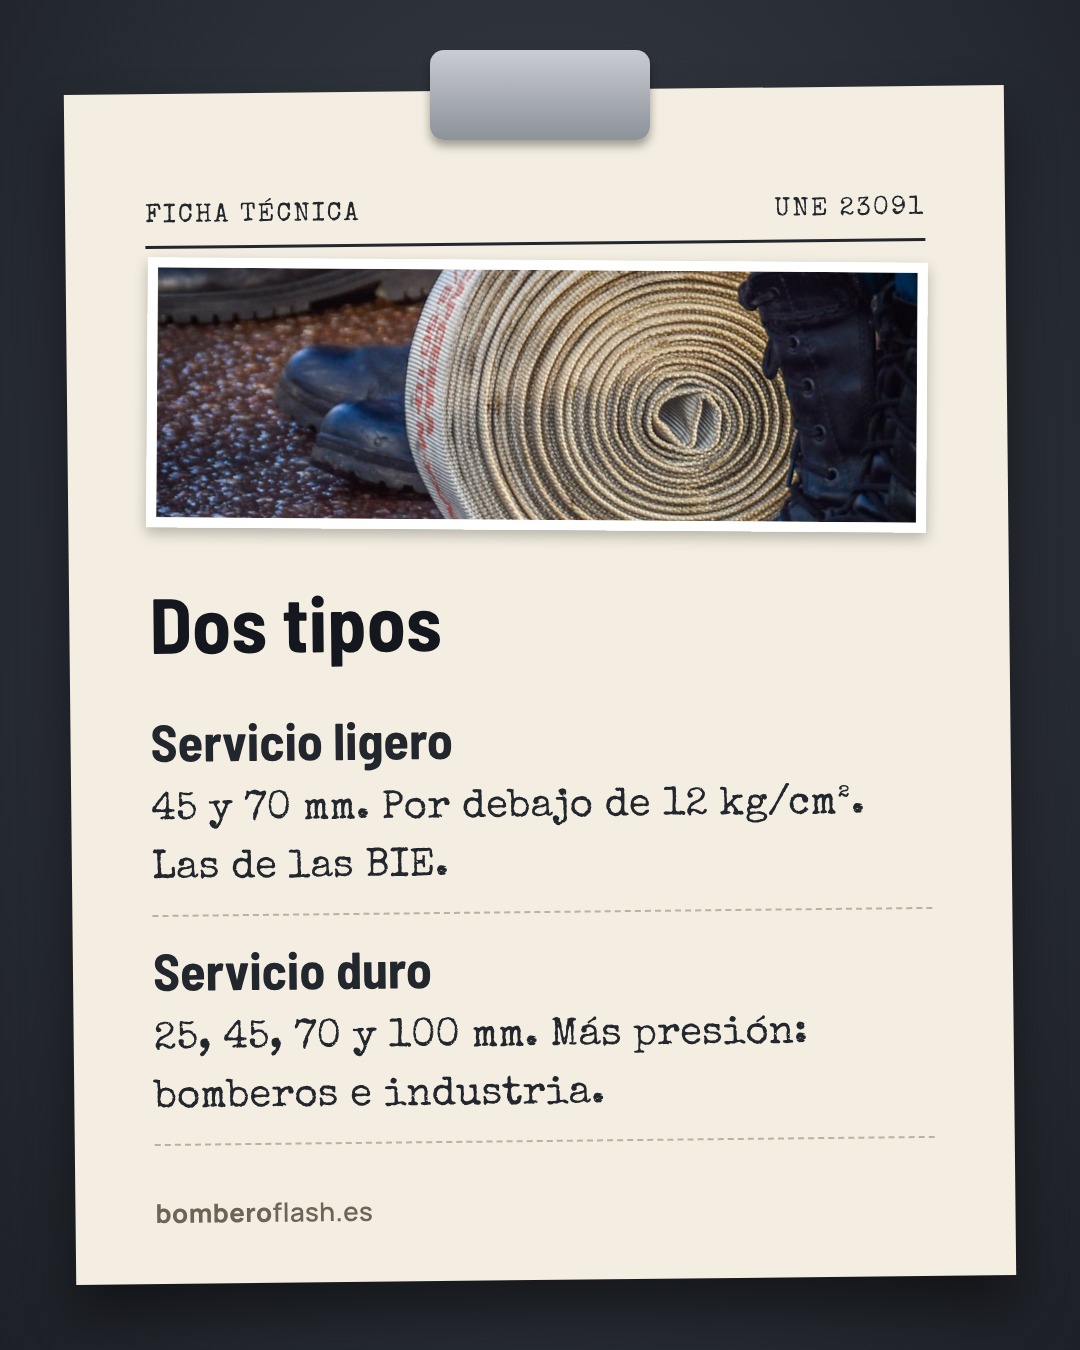 FICHA TÉCNICA
UNE 23091
Dos tipos
Servicio ligero
45 y 70 mm. Por debajo de 12 kg/cm².
Las de las BIE.
Servicio duro
25, 45, 70 y 100 mm. Más presión:
bomberos e industria.
bomberoflash.es